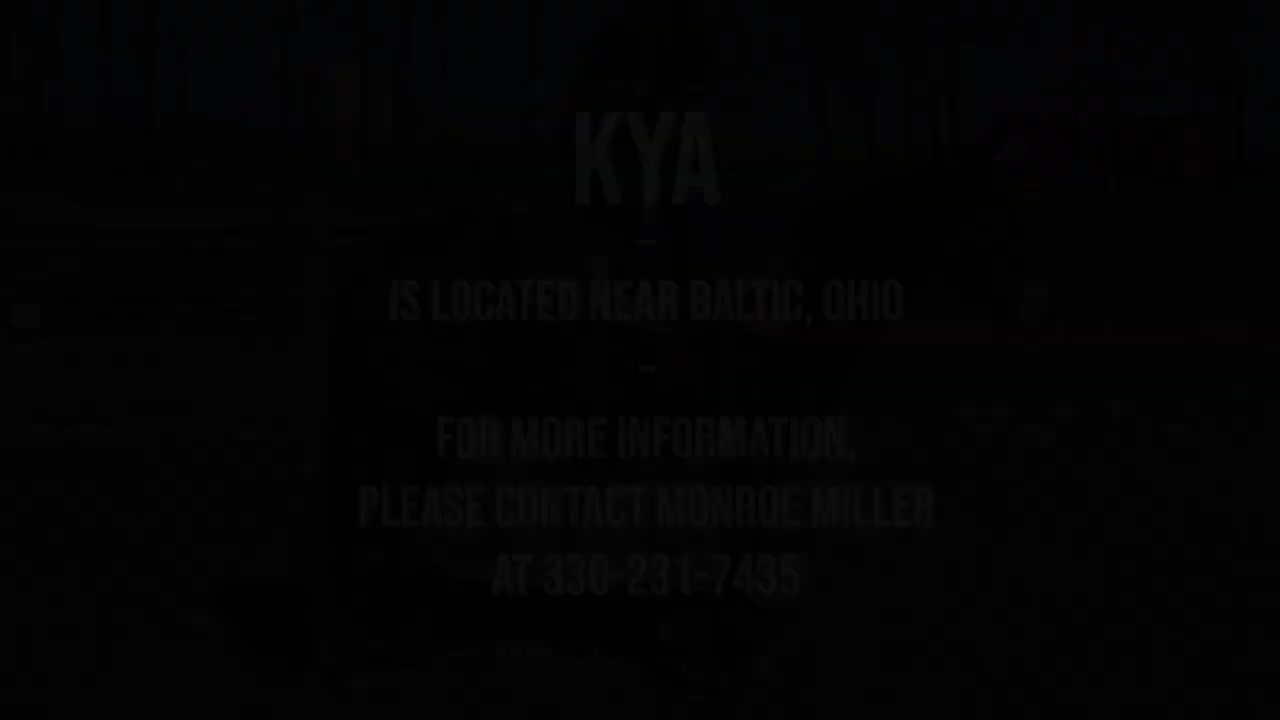 KYA
-
IS LOCATED NEAR BALTIC, OHIO
-
FOR MORE INFORMATION,
PLEASE CONTACT MONROE MILLER
AT 330-231-7435